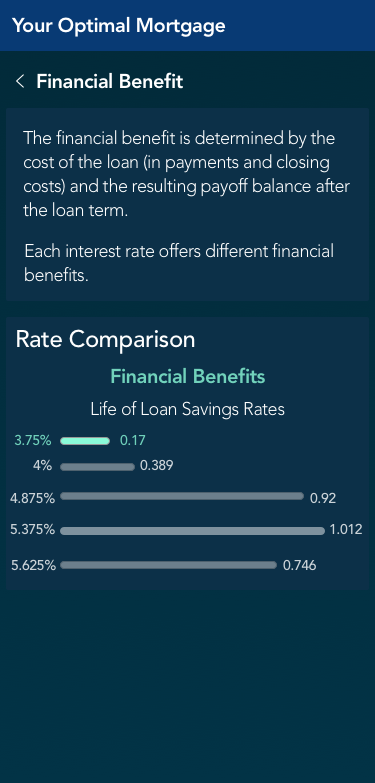 Your Optimal Mortgage
Financial Benefit
The financial benefit is determined by the
cost of the loan (in payments and closing
costs) and the resulting payoff balance after
the loan term.
Each interest rate offers different financial
benefits.
Rate Comparison
Financial Benefits
Life of Loan Savings Rates
3.75% 0.17
4% 0.389
4.875% 0.92
5.375% 1.012
5.625% 0.746